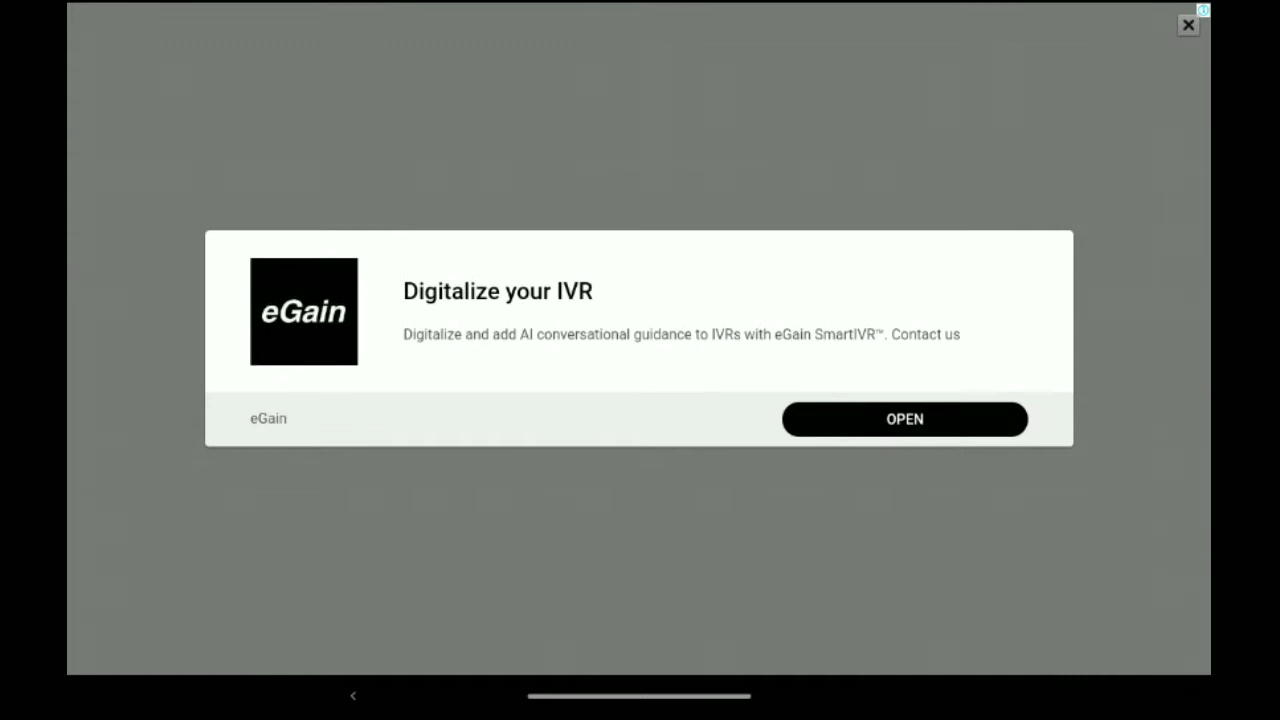 eGain
Digitalize your IVR
Digitalize and add AI conversational guidance to IVRs with eGain SmartIVR™. Contact us
eGain
OPEN